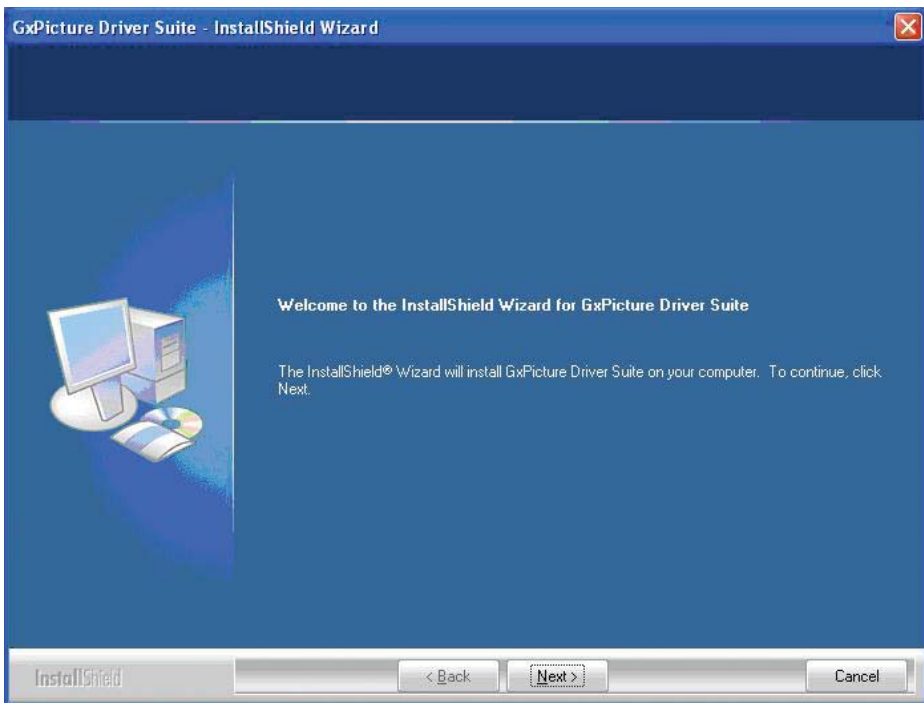 GxPicture Driver Suite - InstallShield Wizard
Welcome to the InstallShield Wizard for GxPicture Driver Suite
The InstallShield® Wizard will install GxPicture Driver Suite on your computer. To continue, click
Next.
InstallShield
< Back
Next >
Cancel